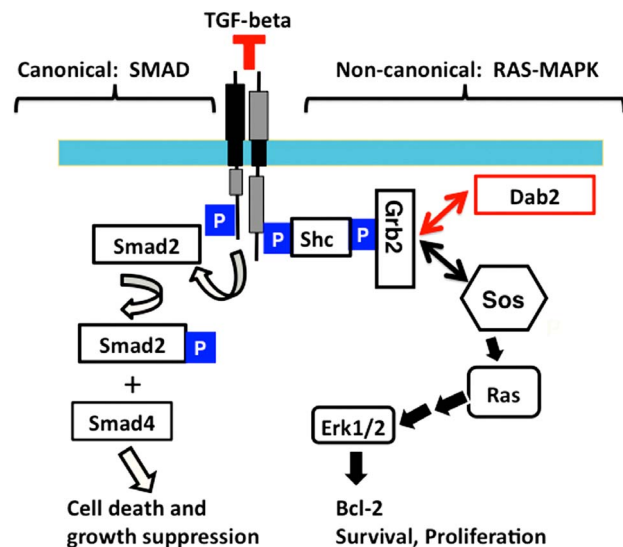 TGF-beta
Canonical: SMAD
Non-canonical: RAS-MAPK
Dab2
P
Grb2
P
Shc
P
Smad2
Sos
Smad2
P
+
Ras
Smad4
Erk1/2
Cell death and
growth suppression
Bcl-2
Survival, Proliferation